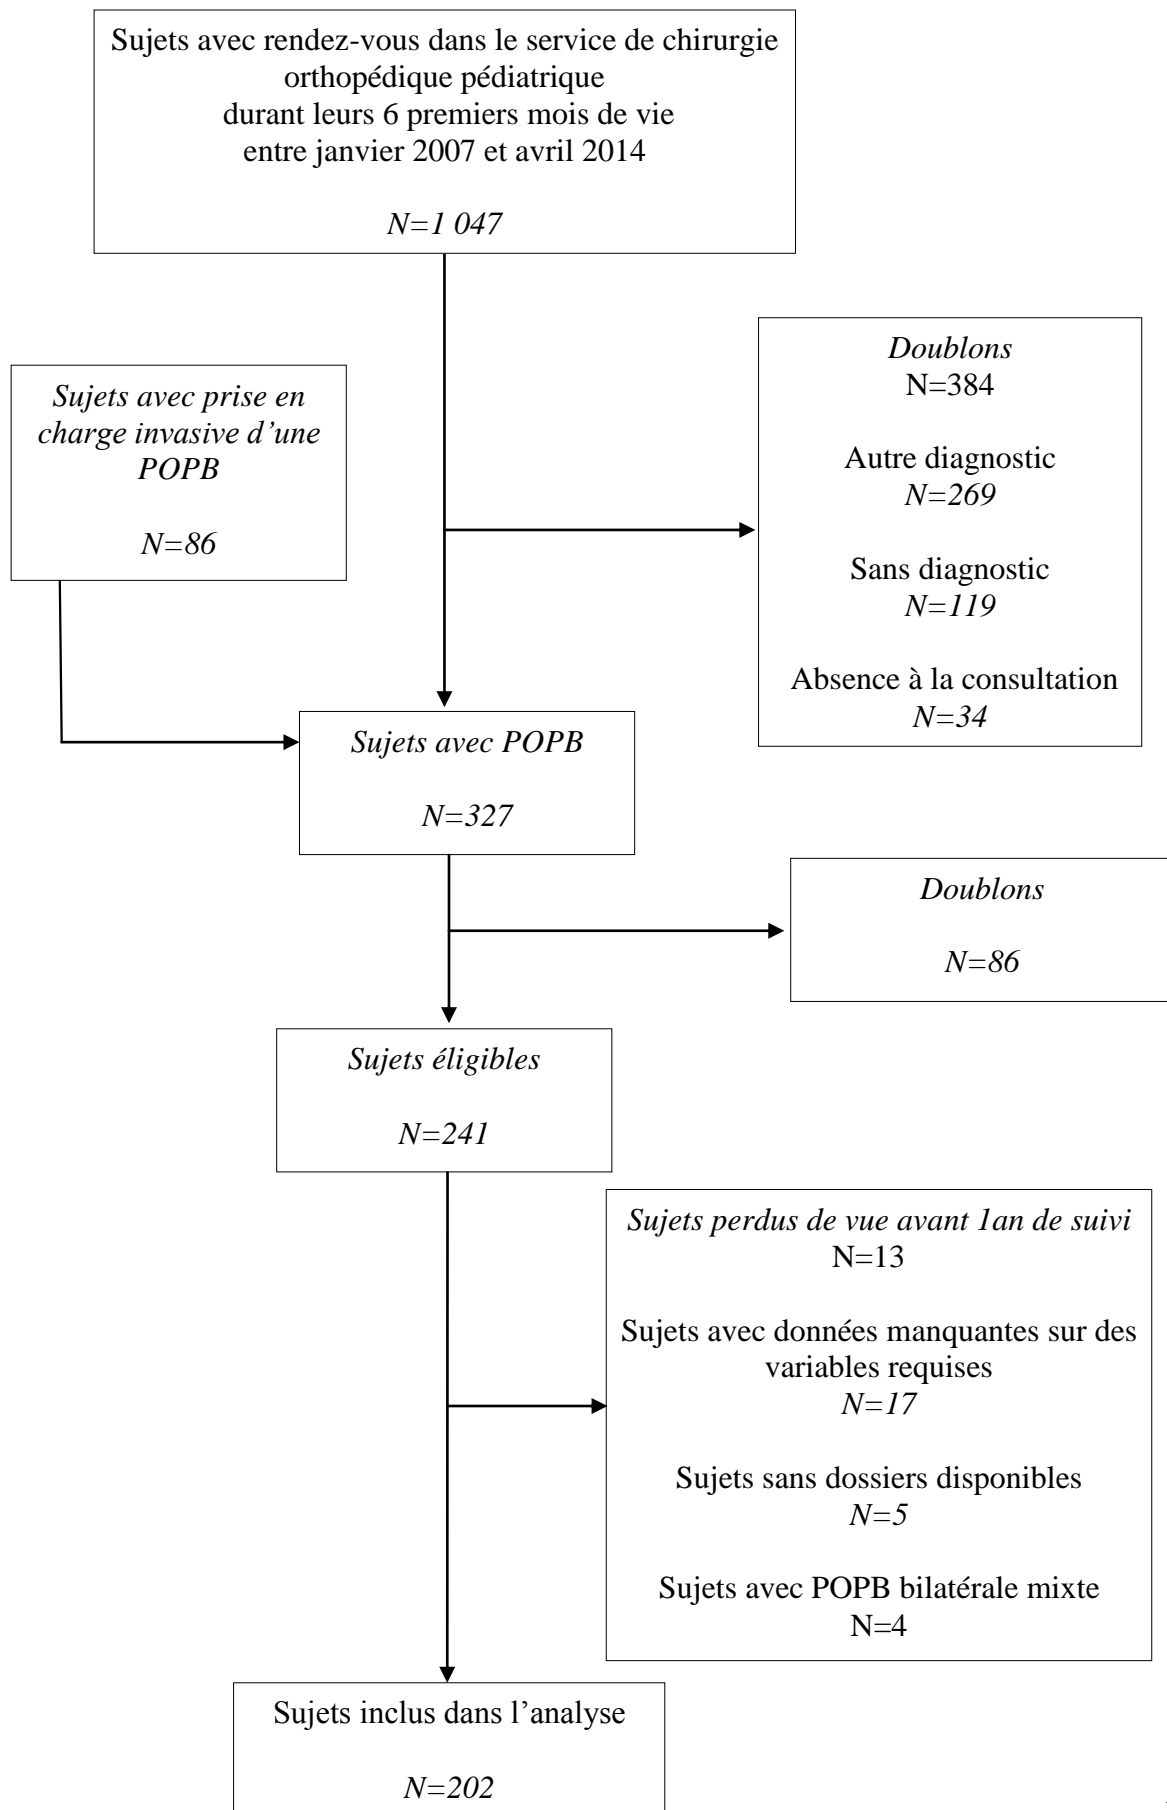 Sujets avec rendez-vous dans le service de chirurgie
orthopédique pédiatrique
durant leurs 6 premiers mois de vie
entre janvier 2007 et avril 2014
N=1 047
Doublons
N=384
Autre diagnostic
N=269
Sans diagnostic
N=119
Absence à la consultation
N=34
Sujets avec prise en
charge invasive d’une
POPB
N=86
Sujets avec POPB
N=327
Doublons
N=86
Sujets éligibles
N=241
Sujets perdus de vue avant 1an de suivi
N=13
Sujets avec données manquantes sur des
variables requises
N=17
Sujets sans dossiers disponibles
N=5
Sujets avec POPB bilatérale mixte
N=4
Sujets inclus dans l’analyse
N=202